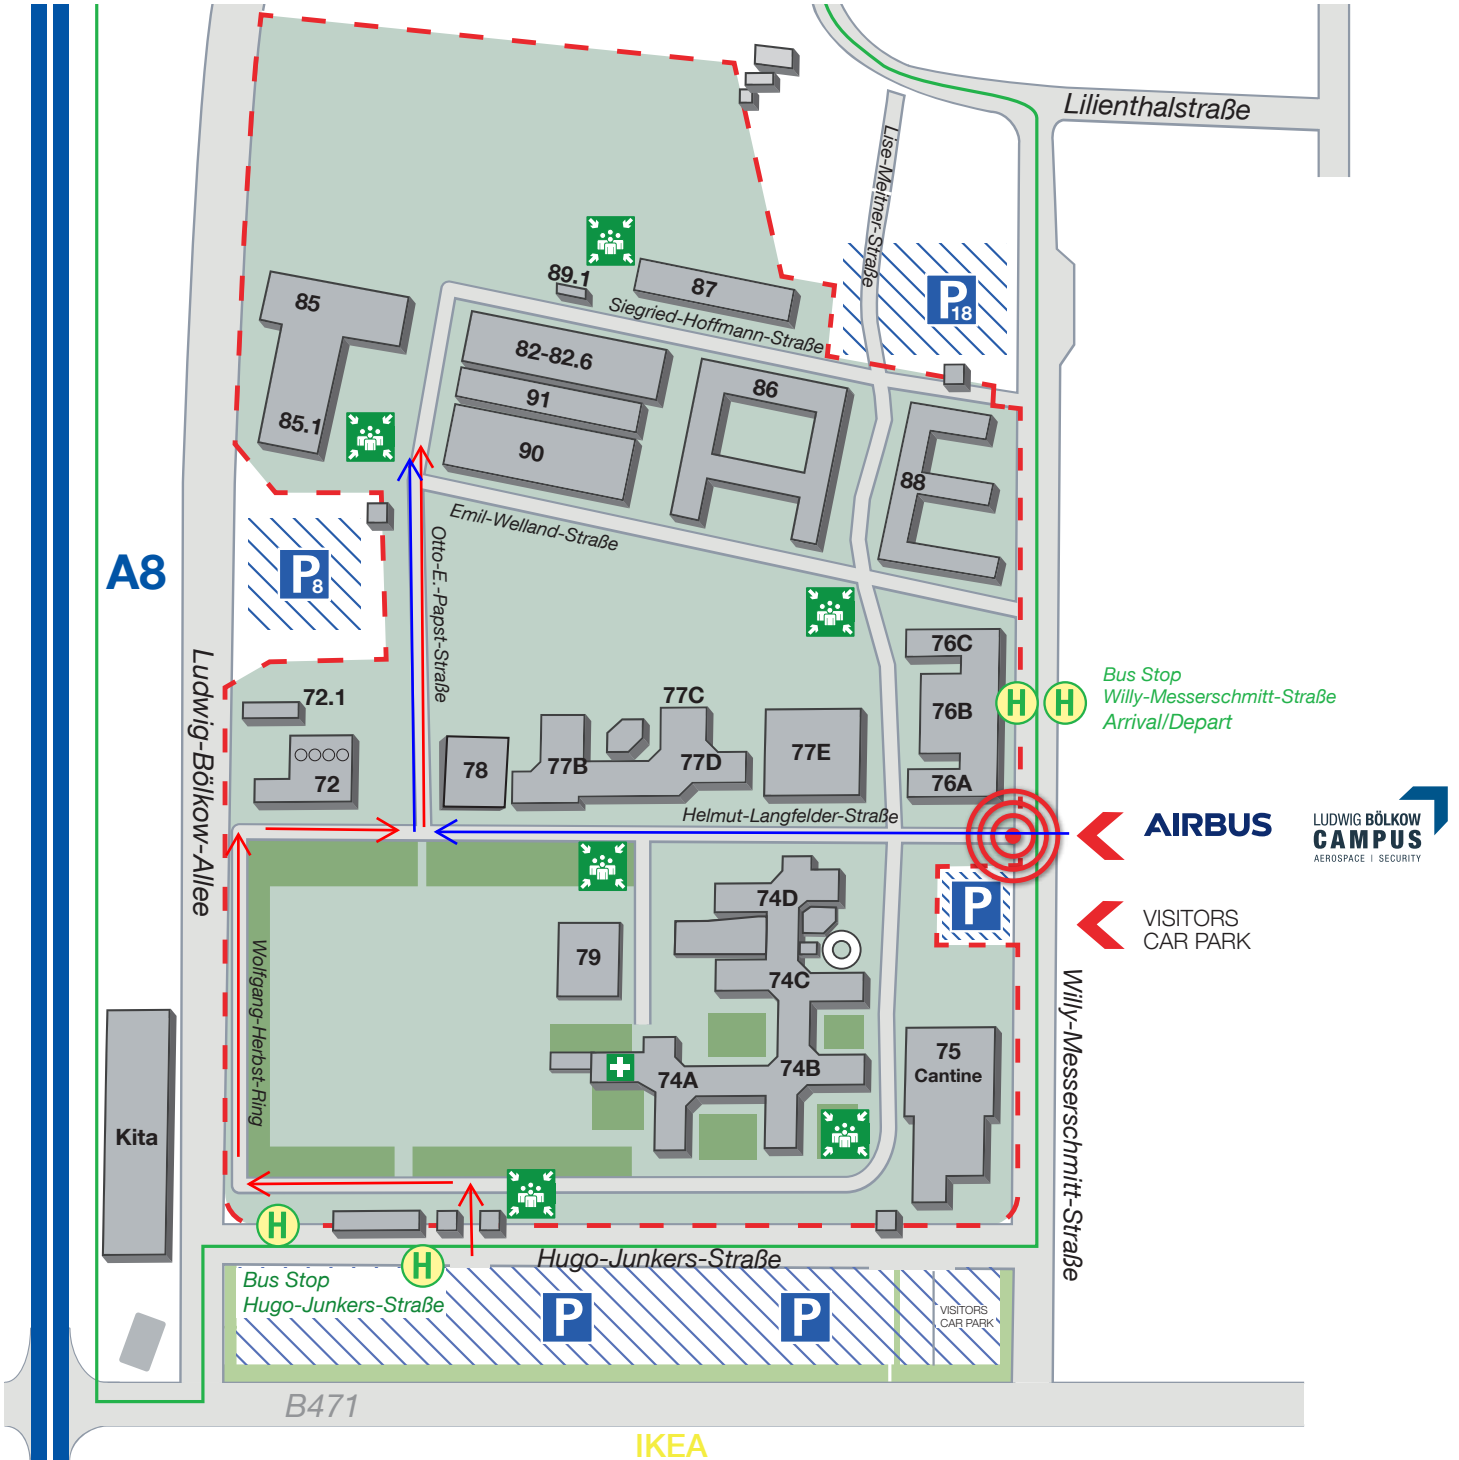 Lilienthalstraße
Lise-Meitner-Straße
89.1
87
85
Siegried-Hoffmann-Straße
P18
82-82.6
86
91
85.1
90
88
Emil-Welland-Straße
Otto-E.-Papst-Straße
A8
P8
76C
Ludwig-Bölkow-Allee
72.1
77C
76B
H
H
Bus Stop
Willy-Messerschmitt-Straße
Arrival/Depart
78
77B
77D
77E
72
76A
Helmut-Langfelder-Straße
AIRBUS
LUDWIG BÖLKOW
CAMPUS
AEROSPACE | SECURITY
74D
P
VISITORS
CAR PARK
79
74C
Wolfgang-Herbst-Ring
Willy-Messerschmitt-Straße
75
Cantine
74A
74B
Kita
H
H
Hugo-Junkers-Straße
Bus Stop
Hugo-Junkers-Straße
P
P
VISITORS
CAR PARK
B471
IKEA